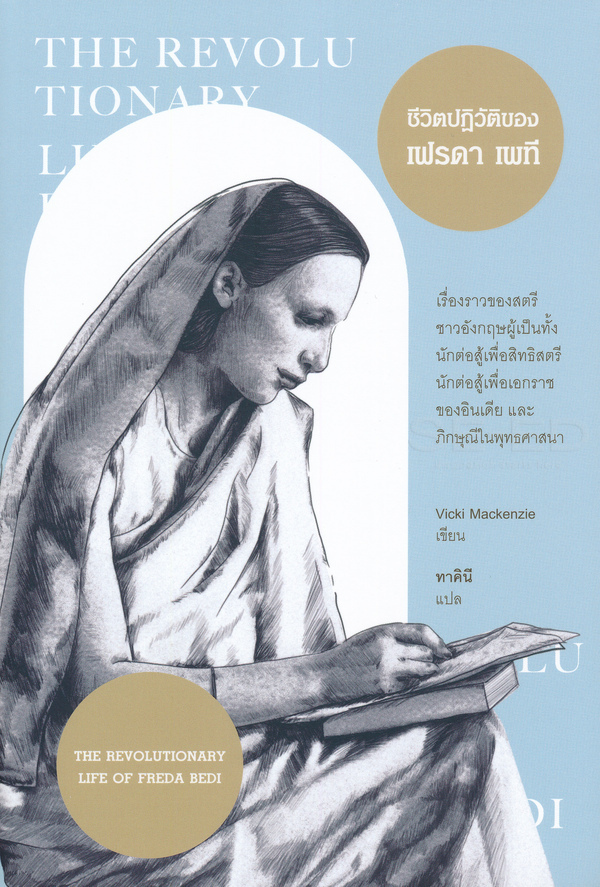 THE REVOLU
TIONARY
LI
ชีวิตปฏิวัติของ
เฟรดา เพที
เรื่องราวของสตรี
ชาวอังกฤษผู้เป็นทั้ง
นักต่อสู้เพื่อสิทธิสตรี
นักต่อสู้เพื่อเอกราช
ของอินเดีย และ
ภิกษุณีในพุทธศาสนา
Vicki Mackenzie
เขียน
ทาคินี
แปล
LU
THE REVOLUTIONARY
LIFE OF FREDA BEDI
DI